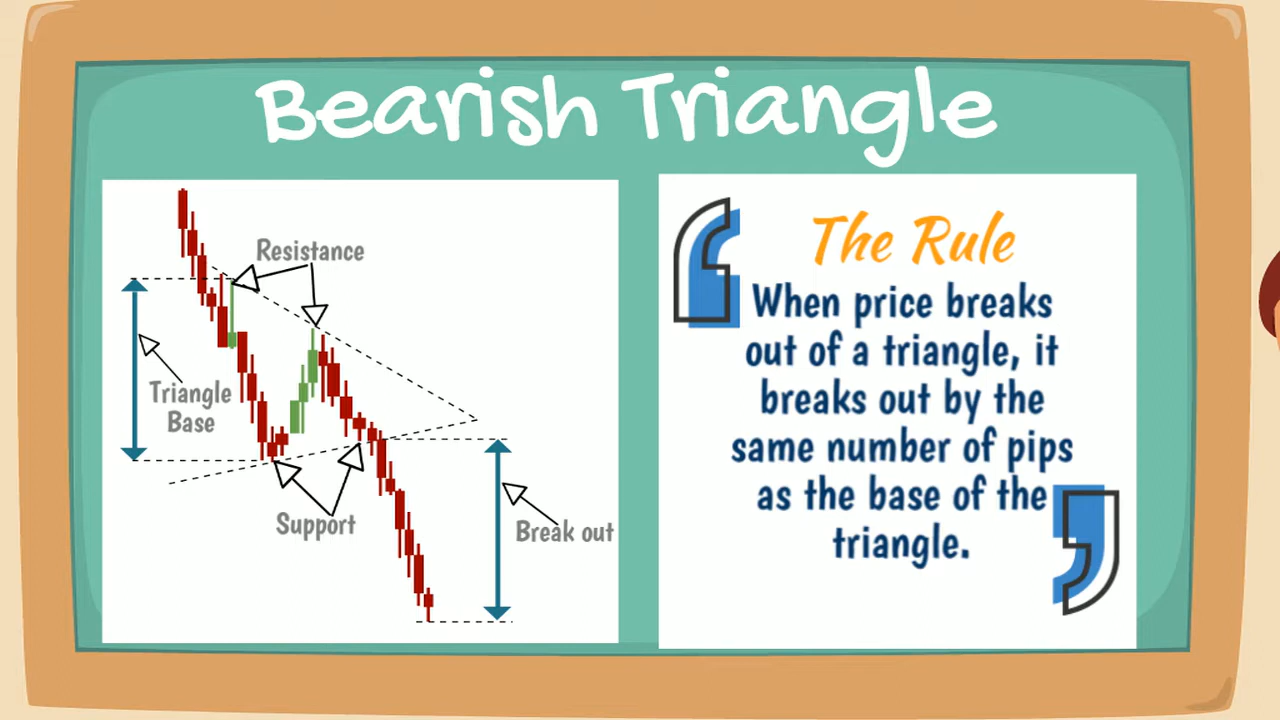 Bearish Triangle
Resistance
Triangle
Base
Support
Break out
The Rule
When price breaks
out of a triangle, it
breaks out by the
same number of pips
as the base of the
triangle.